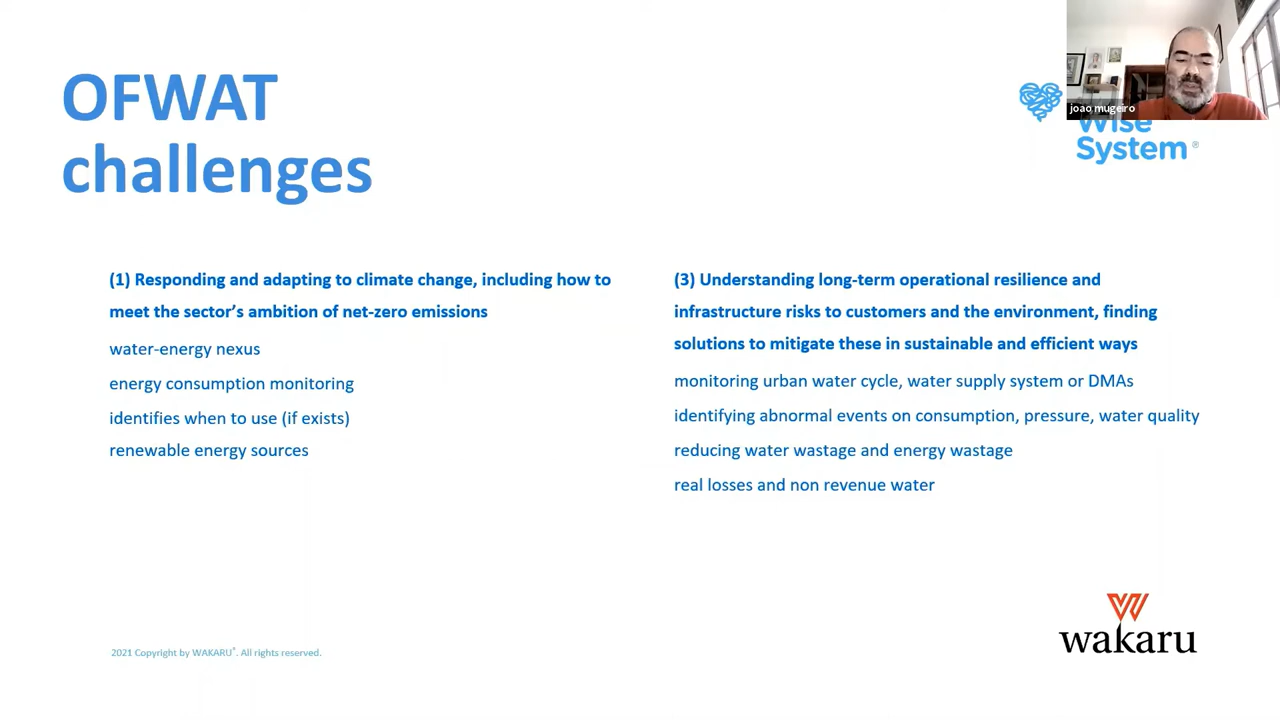 OFWAT
challenges
joao mugeiro
Wise
System®
(1) Responding and adapting to climate change, including how to
meet the sector's ambition of net-zero emissions
water-energy nexus
energy consumption monitoring
identifies when to use (if exists)
renewable energy sources
(3) Understanding long-term operational resilience and
infrastructure risks to customers and the environment, finding
solutions to mitigate these in sustainable and efficient ways
monitoring urban water cycle, water supply system or DMAs
identifying abnormal events on consumption, pressure, water quality
reducing water wastage and energy wastage
real losses and non revenue water
2021 Copyright by WAKARU®. All rights reserved.
wakaru